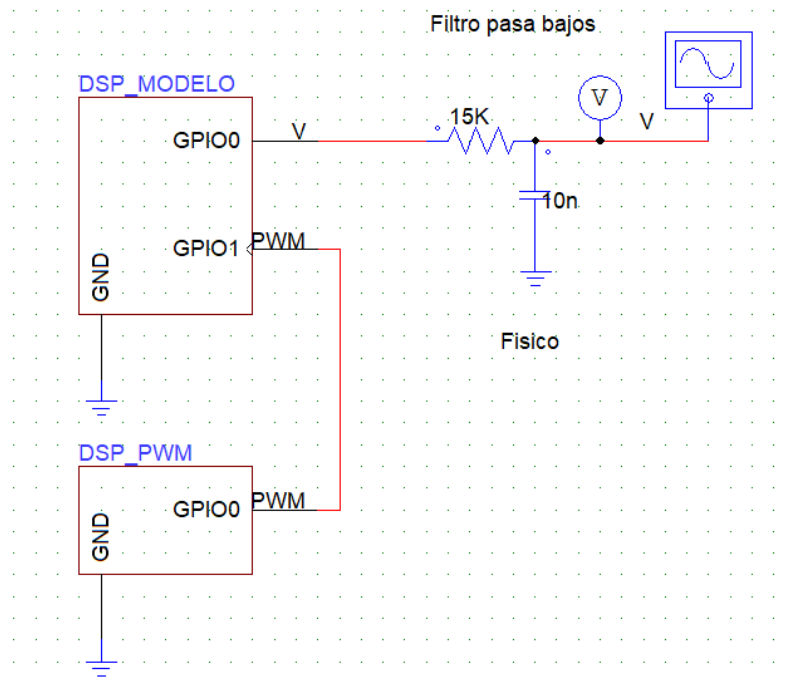 Filtro pasa bajos
DSP_MODELO
GPIO0
V
15K
V
V
10n
GPIO1
PWM
GND
Fisico
DSP_PWM
GPIO0
PWM
GND